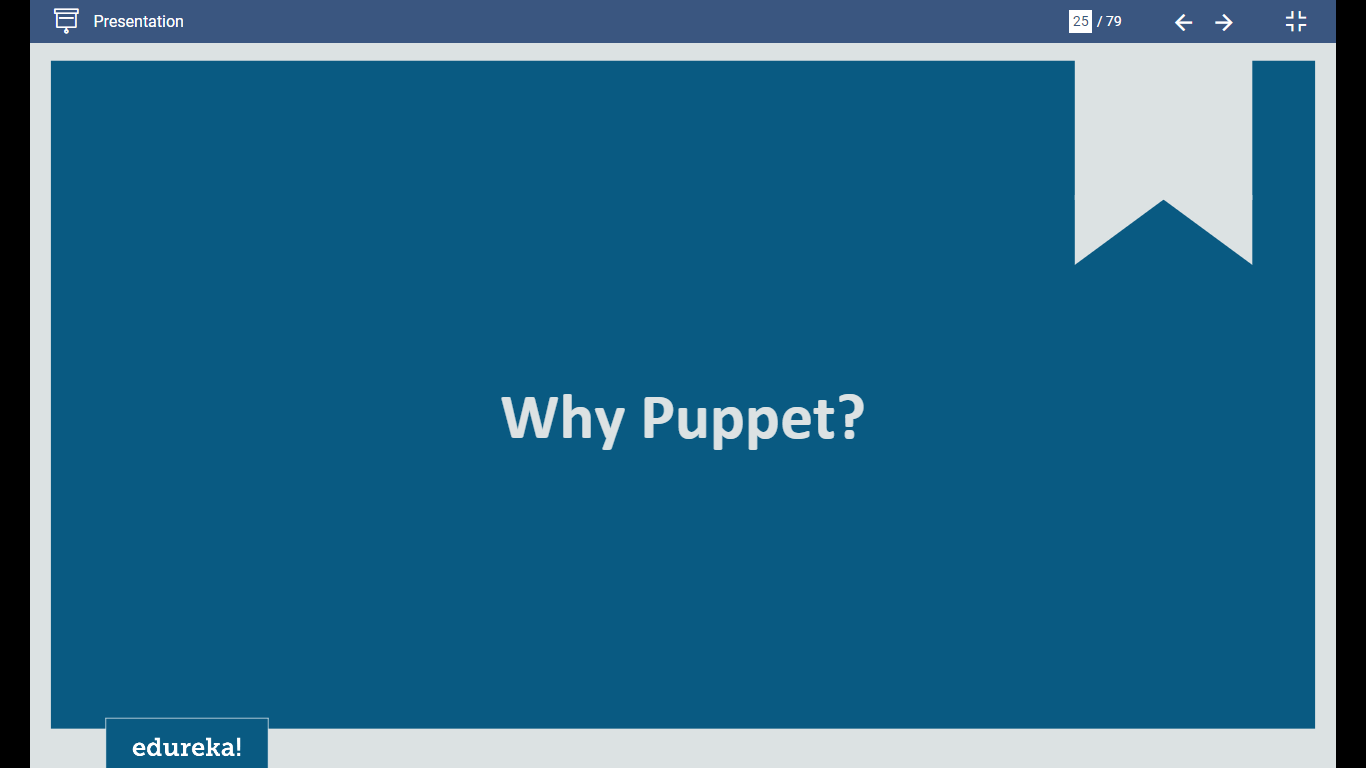 Presentation
25 / 79
Why Puppet?
edureka!